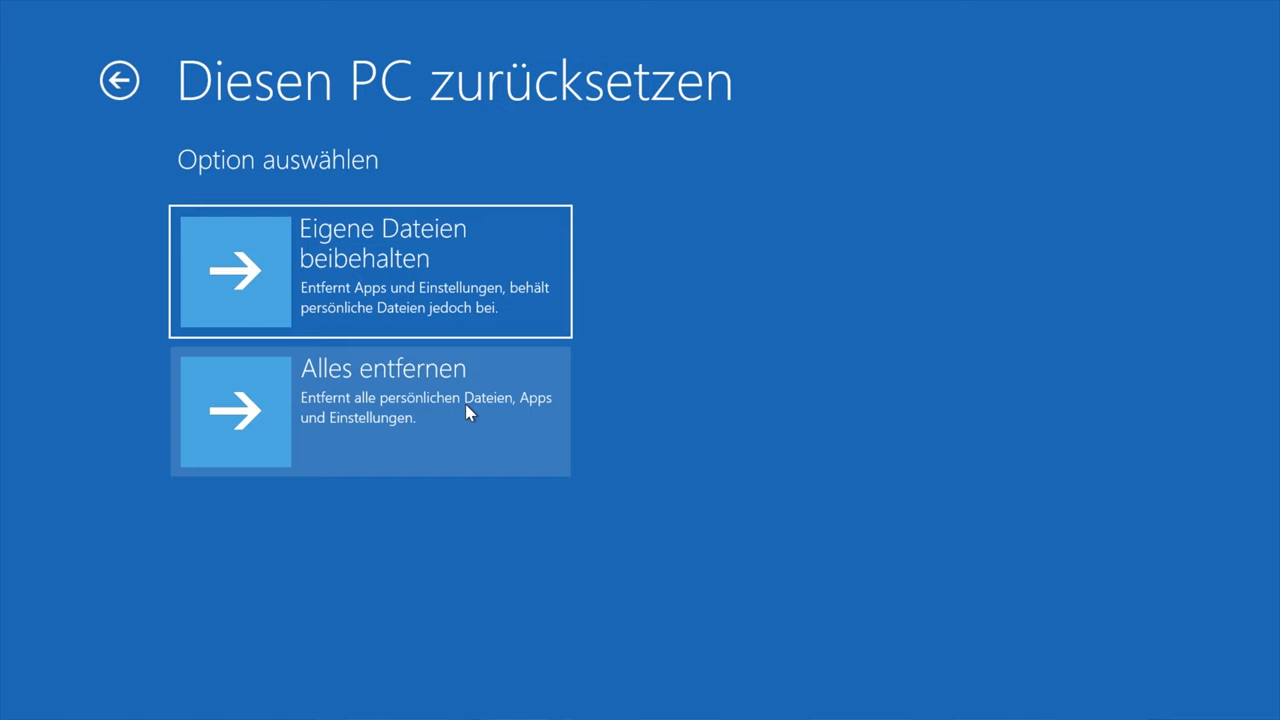 Diesen PC zurücksetzen
Option auswählen
Eigene Dateien
beibehalten
Entfernt Apps und Einstellungen, behält
persönliche Dateien jedoch bei.
Alles entfernen
Entfernt alle persönlichen Dateien, Apps
und Einstellungen.